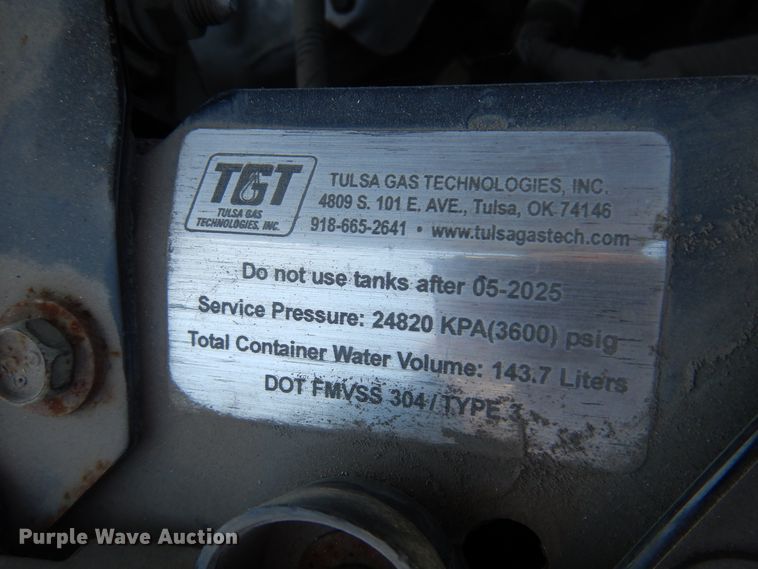 TGT
TULSA GAS
TECHNOLOGIES, INC.
TULSA GAS TECHNOLOGIES, INC.
4809 S. 101 E. AVE., Tulsa, OK 74146
918-665-2641 • www.tulsagastech.com
Do not use tanks after 05-2025
Service Pressure: 24820 KPA(3600) psig
Total Container Water Volume: 143.7 Liters
DOT FMVSS 304 / TYPE 3
Purple Wave Auction